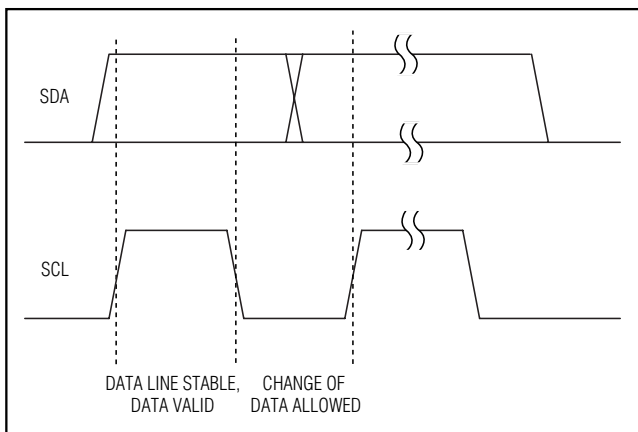 SDA
SCL
DATA LINE STABLE,
DATA VALID
CHANGE OF
DATA ALLOWED